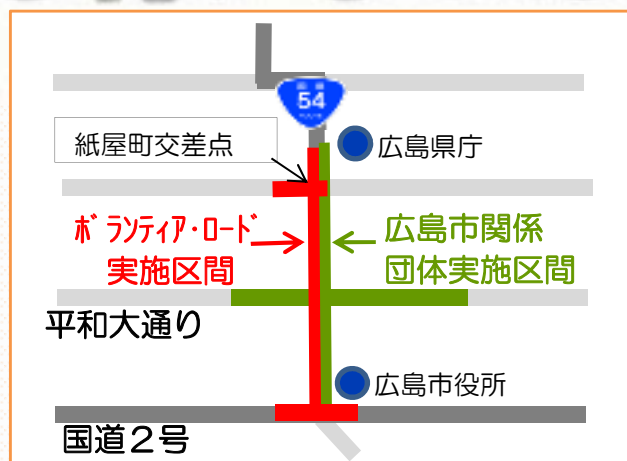 54
紙屋町交差点
広島県庁
ボランティア・ロード
実施区間
広島市関係
団体実施区間
平和大通り
広島市役所
国道２号